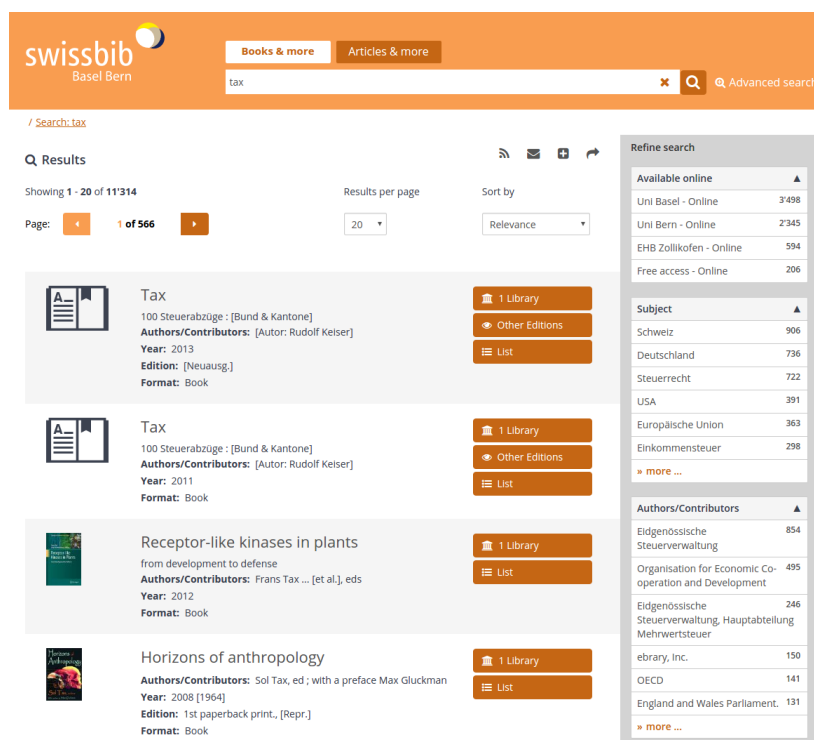 swissbib
Basel Bern
Books & more
Articles & more
tax
Advanced search
/ Search: tax
Results
Showing 1 - 20 of 11'314
Results per page
Sort by
Page:
1 of 566
20
Relevance
Tax
100 Steuerabzüge : [Bund & Kantone]
Authors/Contributors: [Autor: Rudolf Keiser]
Year: 2013
Edition: [Neuausg.]
Format: Book
1 Library
Other Editions
List
Tax
100 Steuerabzüge : [Bund & Kantone]
Authors/Contributors: [Autor: Rudolf Keiser]
Year: 2011
Format: Book
1 Library
Other Editions
List
Receptor-like kinases in plants
from development to defense
Authors/Contributors: Frans Tax ... [et al.], eds
Year: 2012
Format: Book
1 Library
List
Horizons of anthropology
Authors/Contributors: Sol Tax, ed ; with a preface Max Gluckman
Year: 2008 [1964]
Edition: 1st paperback print., [Repr.]
Format: Book
1 Library
List
Refine search
Available online
Uni Basel - Online 3'498
Uni Bern - Online 2'345
EHB Zollikofen - Online 594
Free access - Online 206
Subject
Schweiz 906
Deutschland 736
Steuerrecht 722
USA 391
Europäische Union 363
Einkommensteuer 298
» more ...
Authors/Contributors
Eidgenössische 854
Steuerverwaltung
Organisation for Economic Co- 495
operation and Development
Eidgenössische 246
Steuerverwaltung, Hauptabteilung
Mehrwertsteuer
ebrary, Inc. 150
OECD 141
England and Wales Parliament. 131
» more ...